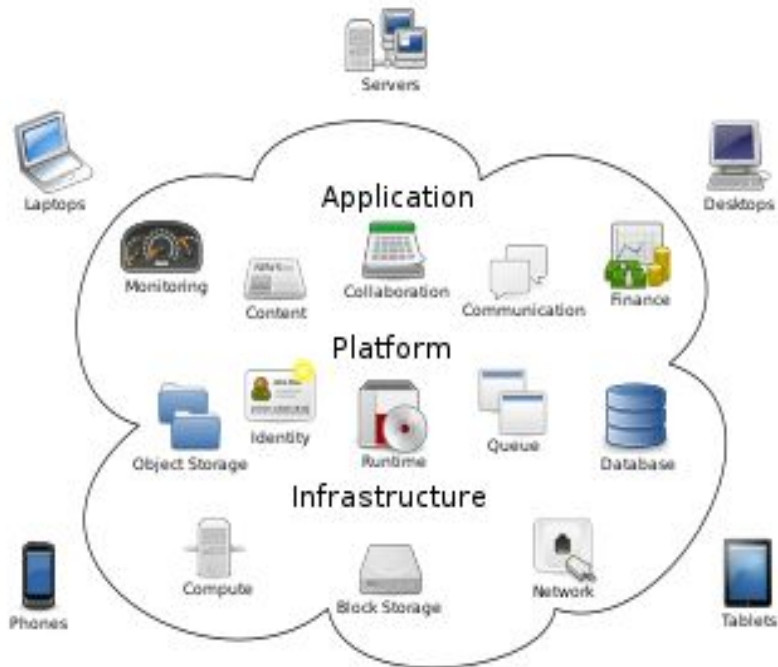 Servers
Laptops
Desktops
Application
Monitoring
Content
Collaboration
Communication
Finance
Platform
Object Storage
Identity
Runtime
Queue
Database
Infrastructure
Compute
Block Storage
Network
Phones
Tablets